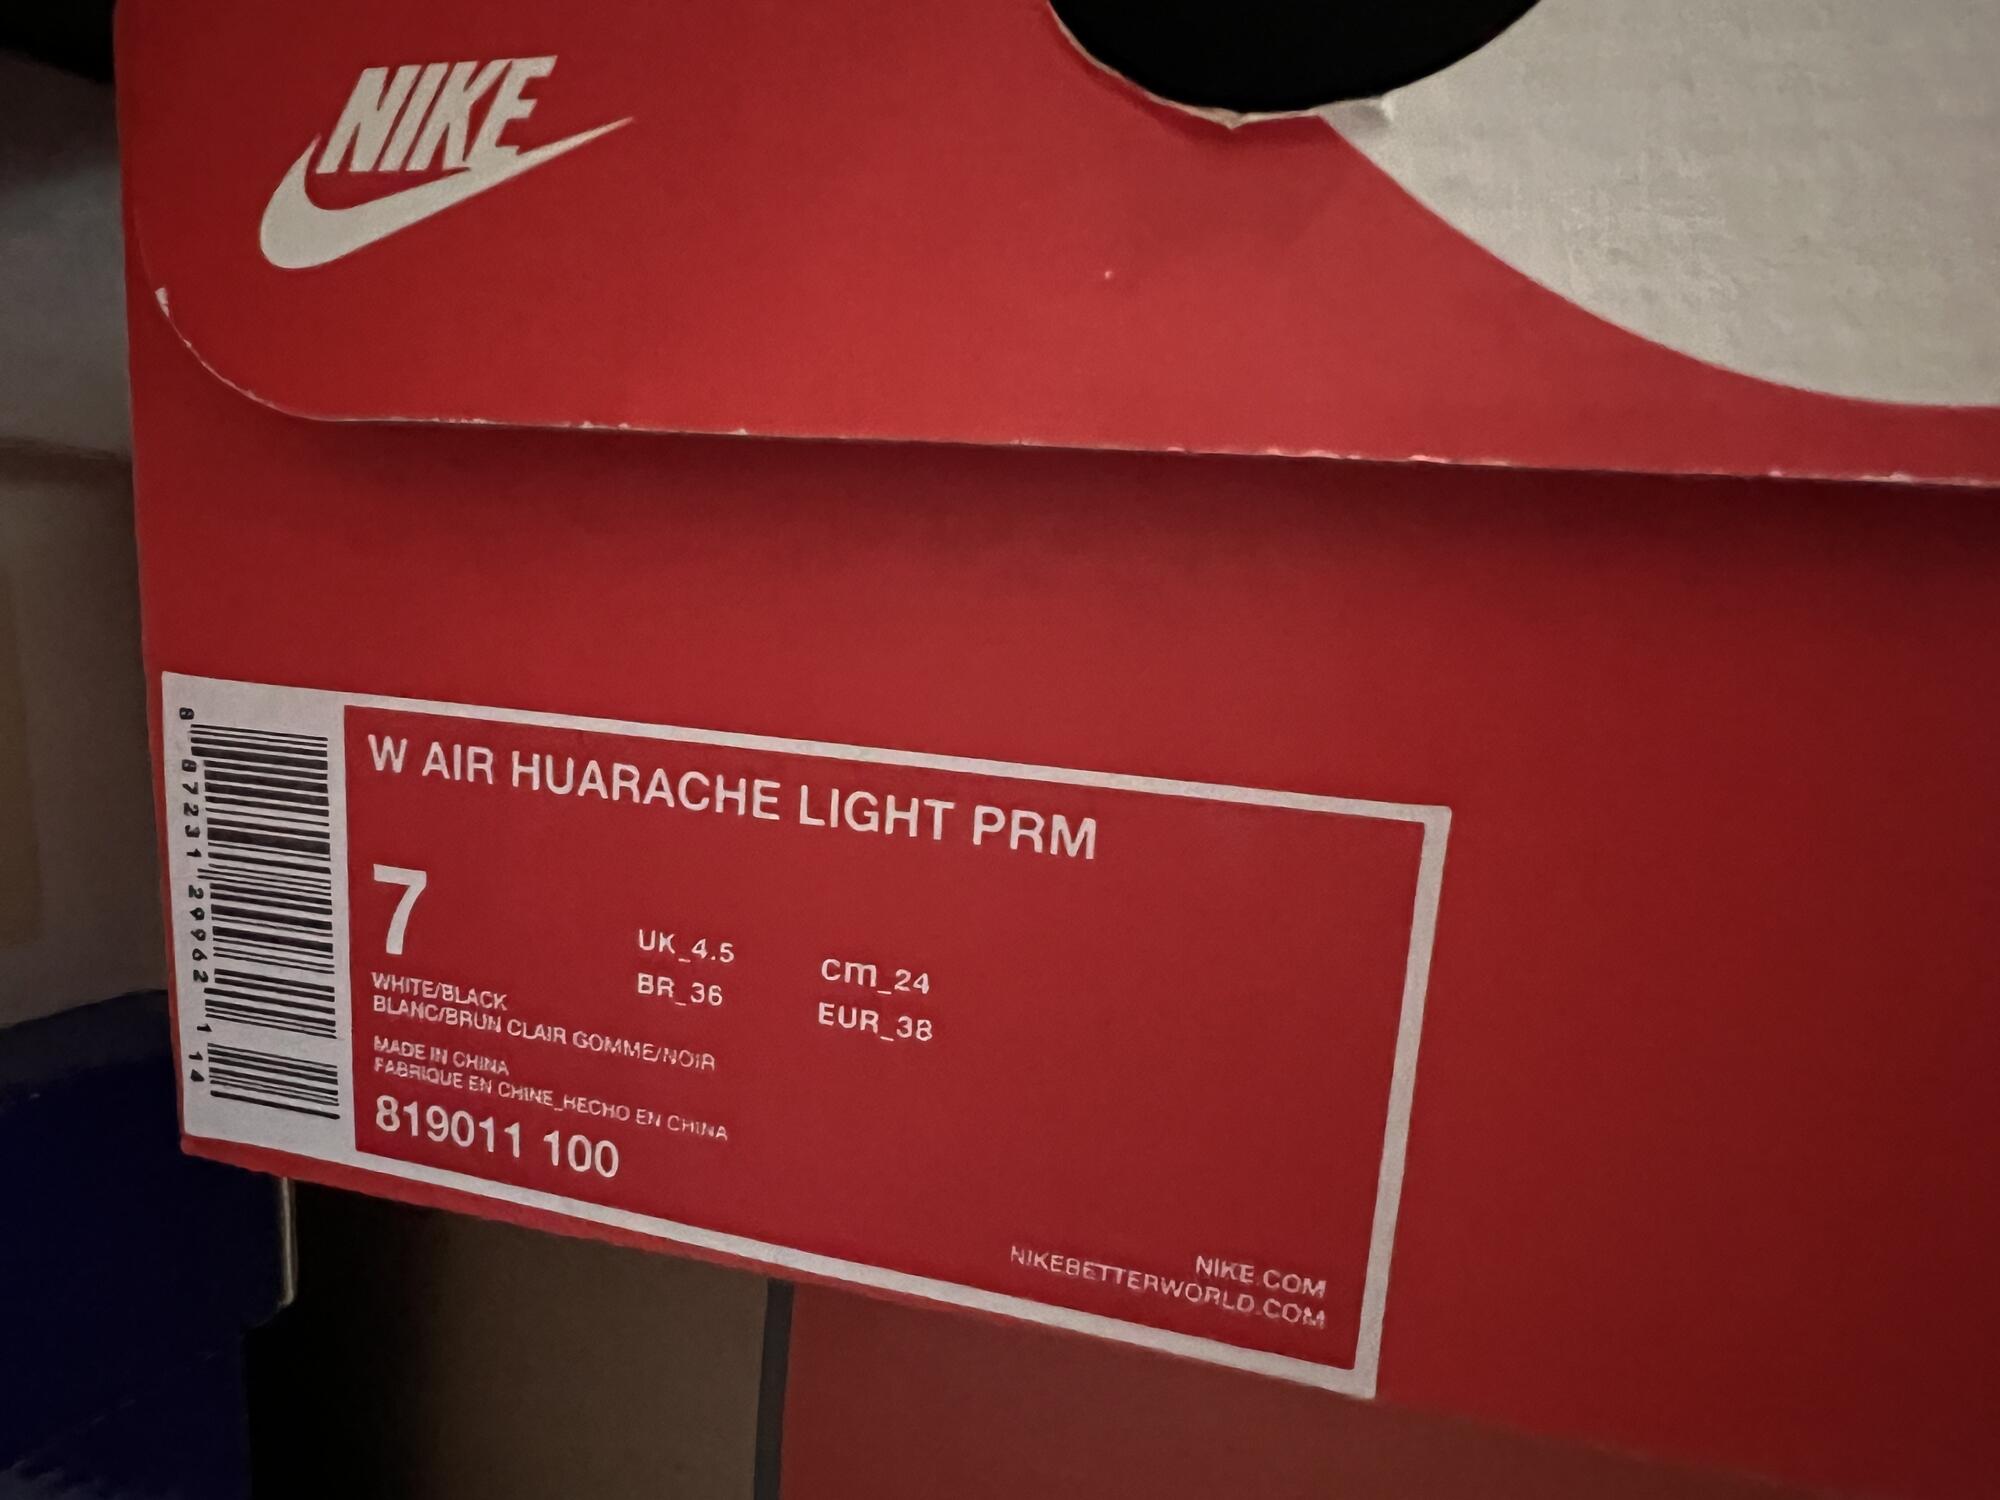 NIKE
W AIR HUARACHE LIGHT PRM
7
UK_4.5
cm_24
BR_36
EUR_38
WHITE/BLACK
BLANC/BRUN CLAIR GOMME/NOIR
MADE IN CHINA
FABRIQUE EN CHINE_HECHO EN CHINA
819011 100
NIKE.COM
NIKEBETTERWORLD.COM
8 87231 29962 1 14